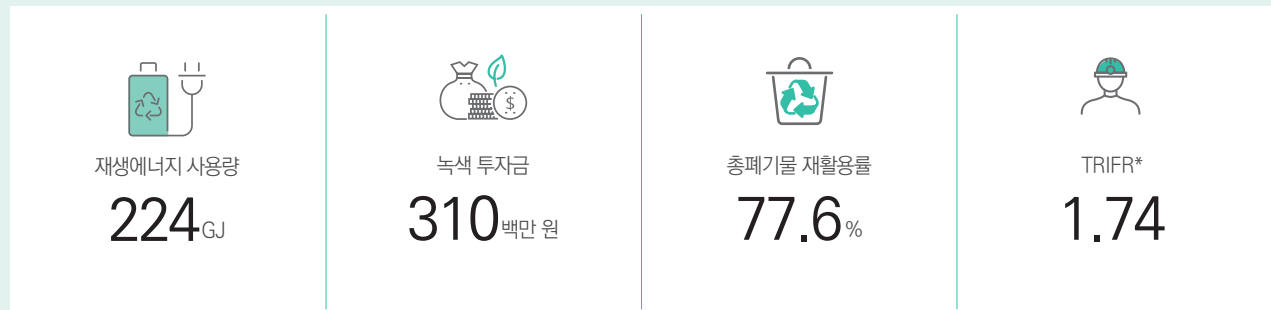 재생에너지 사용량
224GJ
녹색 투자금
$
310백만 원
총폐기물 재활용률
77.6%
TRIFR*
1.74